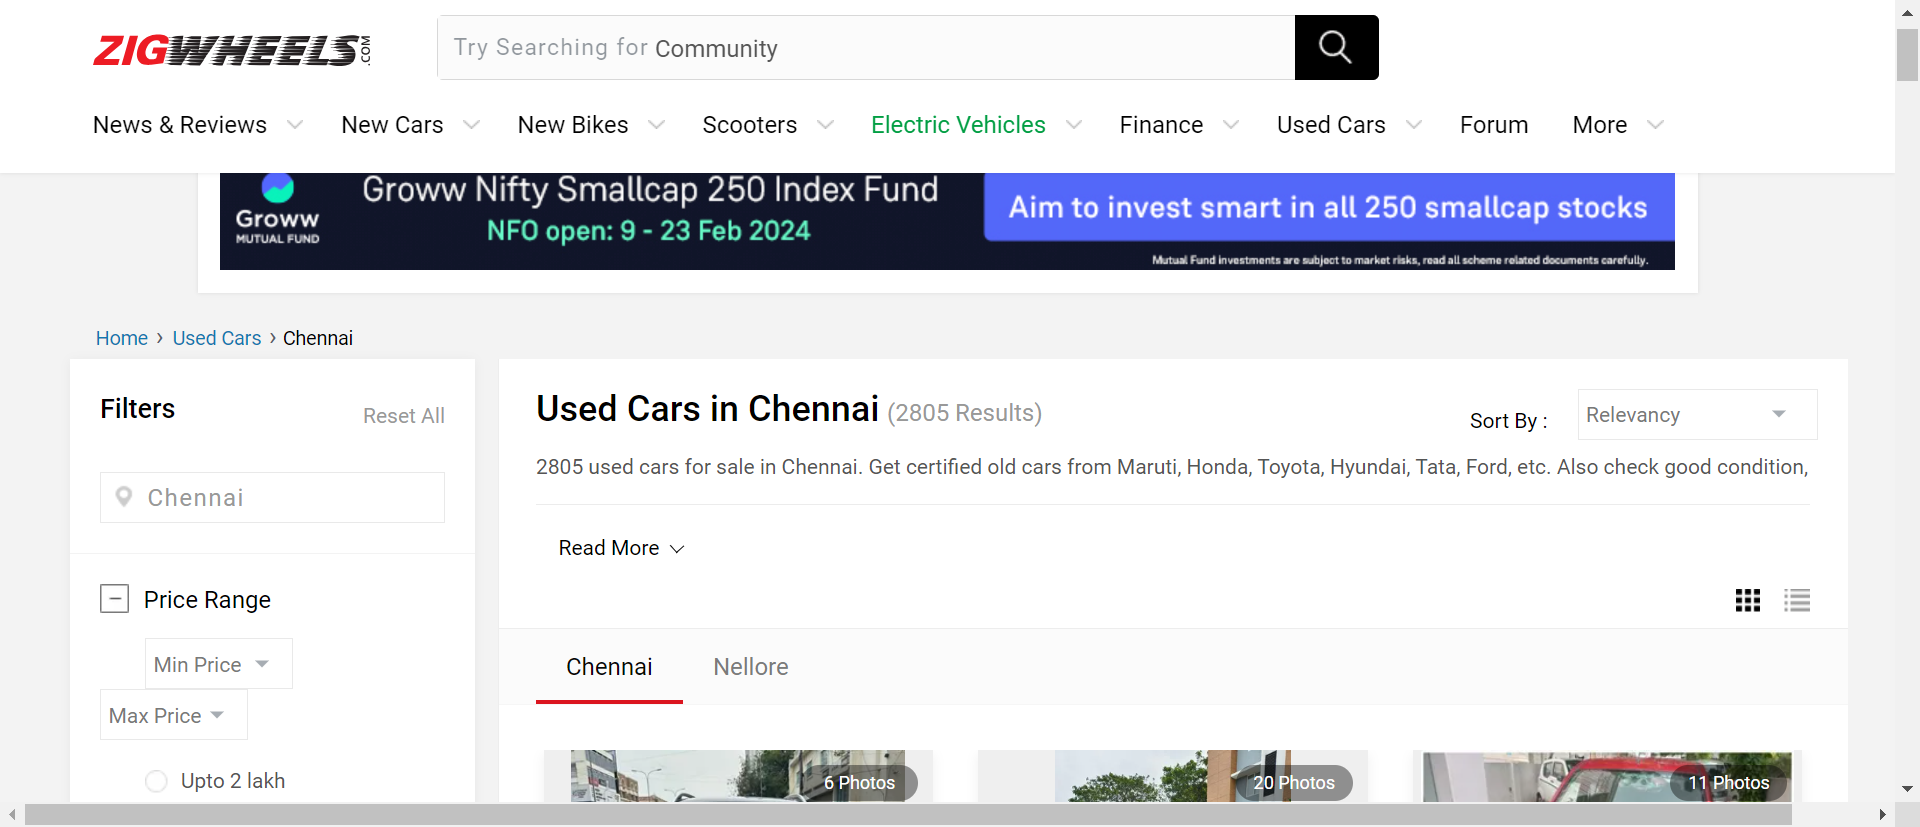 ZIGWHEELS.COM
Try Searching for Community
News & Reviews New Cars New Bikes Scooters Electric Vehicles Finance Used Cars Forum More
Groww
MUTUAL FUND
Groww Nifty Smallcap 250 Index Fund
NFO open: 9 - 23 Feb 2024
Aim to invest smart in all 250 smallcap stocks
Mutual Fund investments are subject to market risks, read all scheme related documents carefully.
Home › Used Cars › Chennai
Filters
Reset All
Chennai
Price Range
Min Price
Max Price
Upto 2 lakh
Used Cars in Chennai (2805 Results)
Sort By : Relevancy
2805 used cars for sale in Chennai. Get certified old cars from Maruti, Honda, Toyota, Hyundai, Tata, Ford, etc. Also check good condition,
Read More
Chennai Nellore
6 Photos
20 Photos
11 Photos